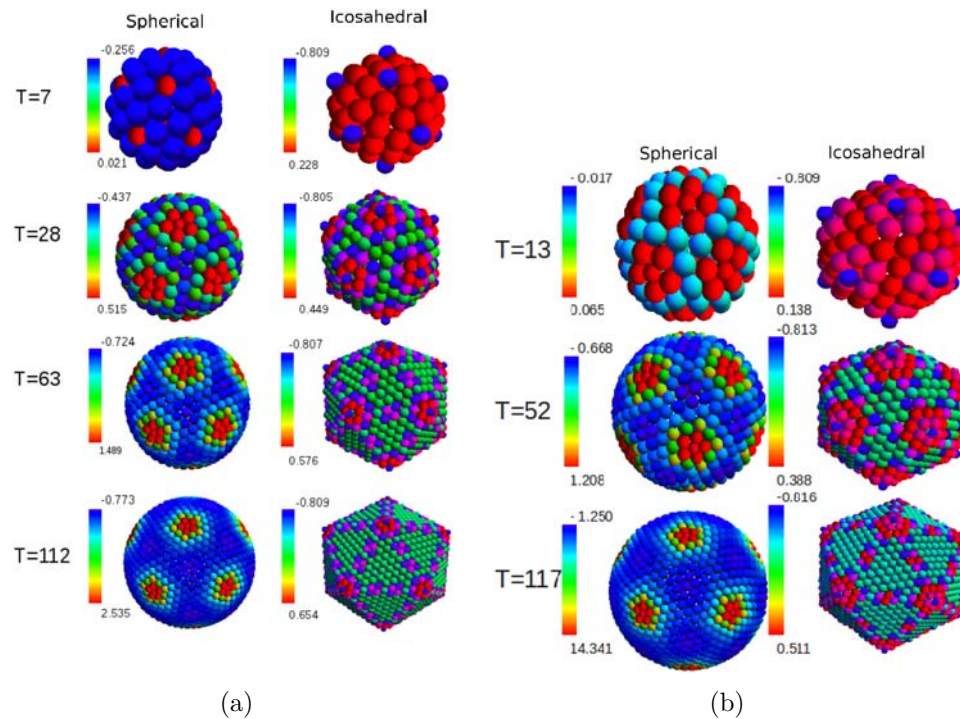 Spherical
Icosahedral
T=7
-0.256
0.021
-0.809
0.228
T=28
-0.437
0.515
-0.805
0.449
T=63
-0.724
1.489
-0.807
0.576
T=112
-0.773
2.535
-0.809
0.654
(a)
Spherical
Icosahedral
T=13
-0.017
0.065
-0.809
0.138
T=52
-0.668
1.208
-0.813
0.388
T=117
-1.250
14.341
-0.816
0.511
(b)